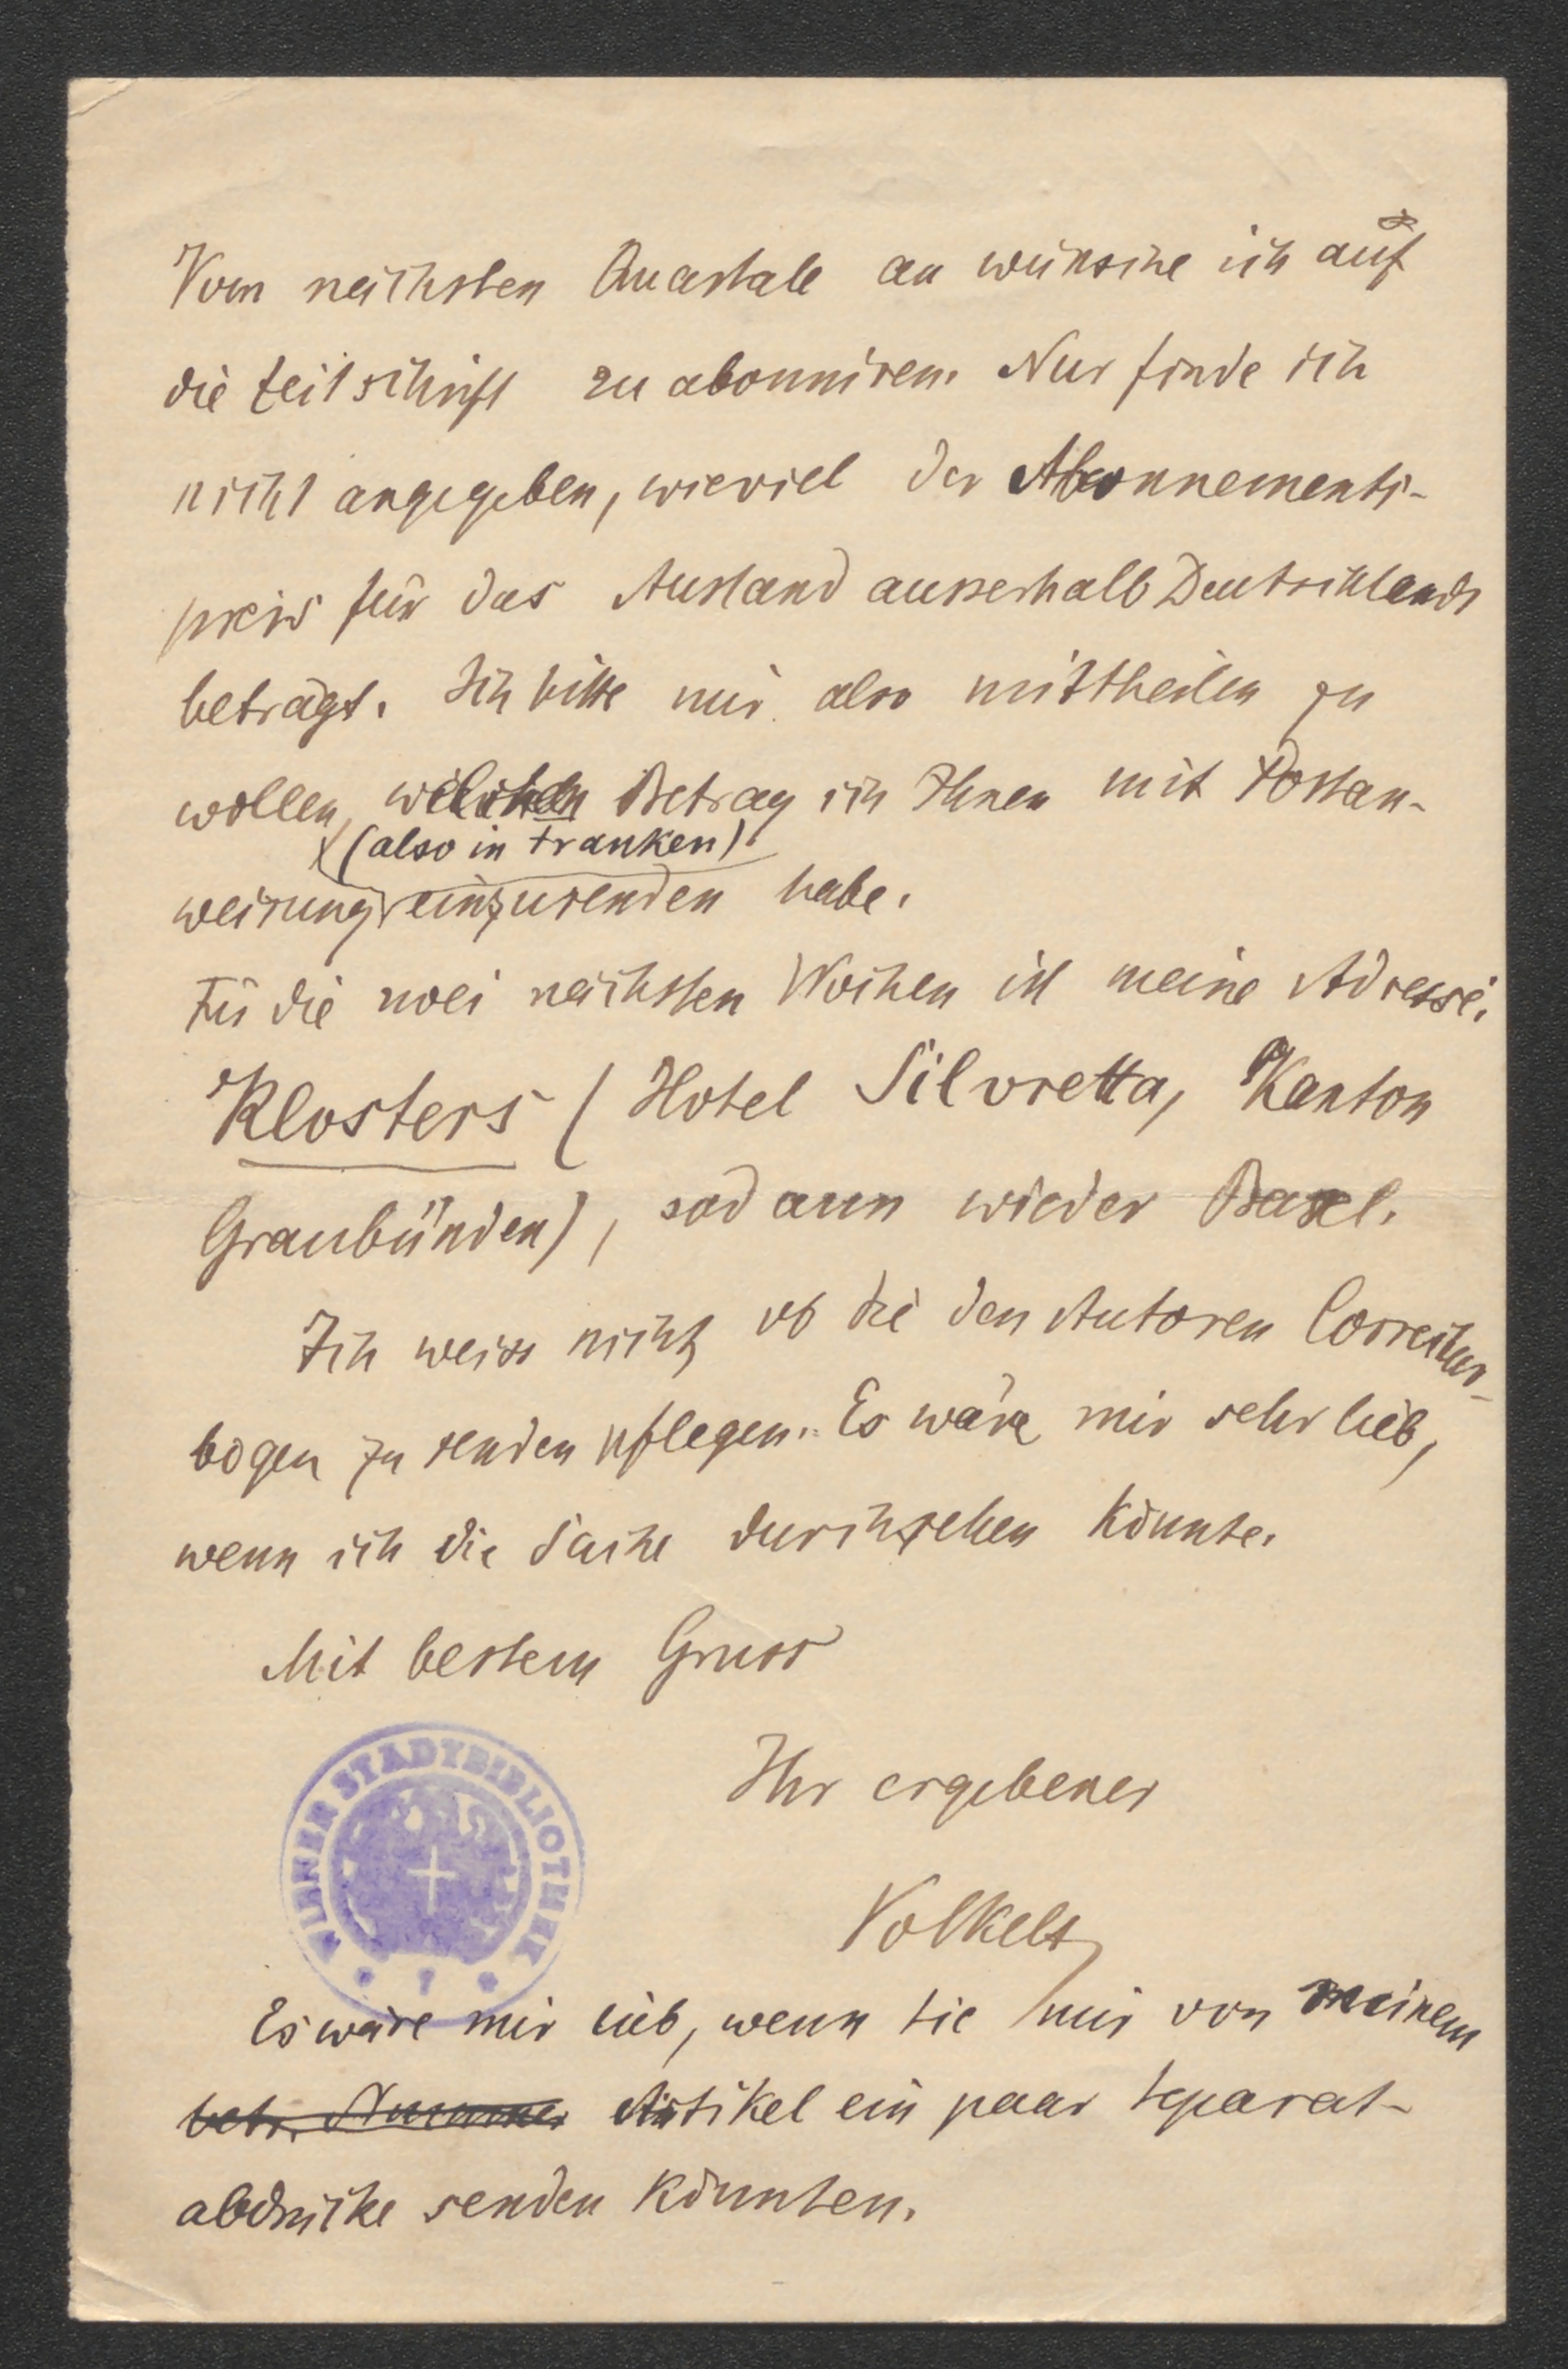 Vom nächsten Quartale an wünsche ich auf
die Zeitschrift zu abonniren. Nur finde ich
nicht angegeben, wieviel der Abonnements-
preis für das Ausland ausserhalb Deutschlands
beträgt. Ich bitte mir also mittheilen zu
wollen, welchen Betrag ich Ihnen mit Postan-
(also in Franken)
weisung einzusenden habe.
Für die zwei nächsten Wochen ist meine Adresse:
Klosters (Hotel Silvretta, Kanton
Graubünden), sodann wieder Basel.
Ich weiss nicht, ob Sie den Autoren Correctur-
bogen zu senden pflegen. Es wäre mir sehr lieb,
wenn ich die Sache durchsehen könnte.
Mit bestem Gruss
Ihr ergebener
Volkelt
WIENER STADTBIBLIOTHEK
Es wäre mir lieb, wenn Sie mir von meinem
betr. Artikel ein paar Separat-
abdrücke senden könnten.